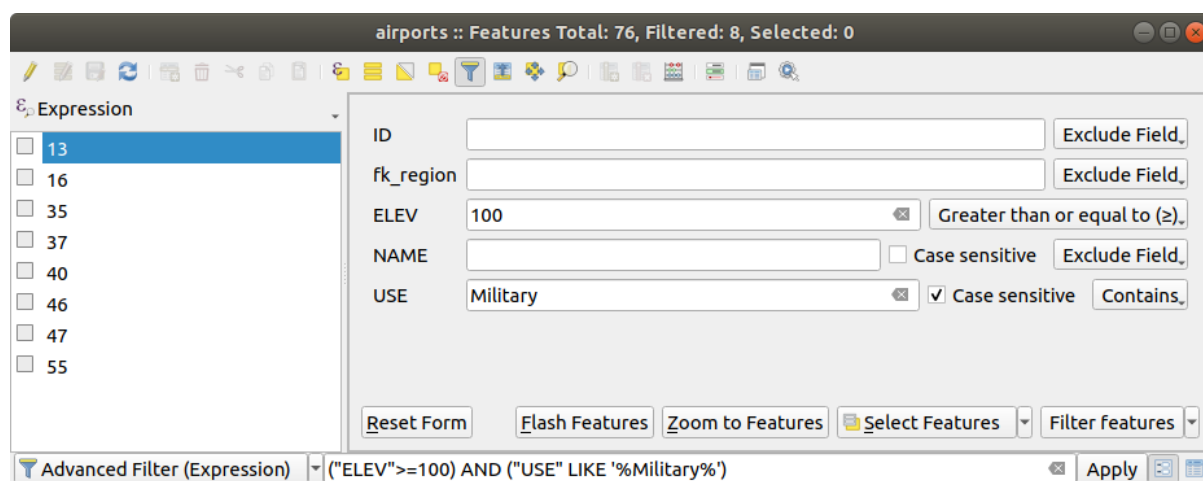 airports :: Features Total: 76, Filtered: 8, Selected: 0
Expression
13
16
35
37
40
46
47
55
ID Exclude Field
fk_region Exclude Field
ELEV 100 Greater than or equal to (≥)
NAME Case sensitive Exclude Field
USE Military Case sensitive Contains
Reset Form Flash Features Zoom to Features Select Features Filter features
Advanced Filter (Expression) ("ELEV">=100) AND ("USE" LIKE '%Military%') Apply